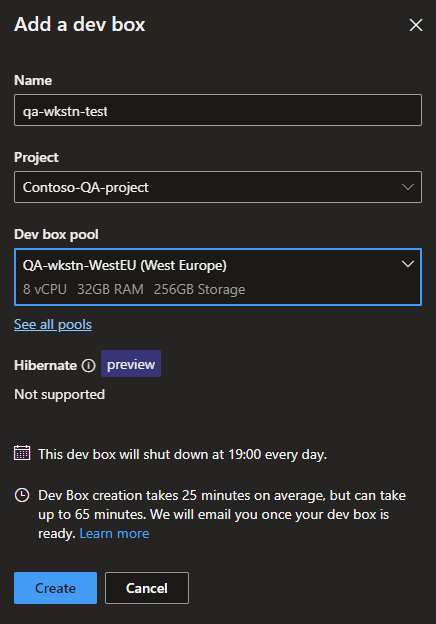 Add a dev box
Name
qa-wkstn-test
Project
Contoso-QA-project
Dev box pool
QA-wkstn-WestEU (West Europe)
8 vCPU 32GB RAM 256GB Storage
See all pools
Hibernate preview
Not supported
This dev box will shut down at 19:00 every day.
Dev Box creation takes 25 minutes on average, but can take
up to 65 minutes. We will email you once your dev box is
ready. Learn more
Create Cancel